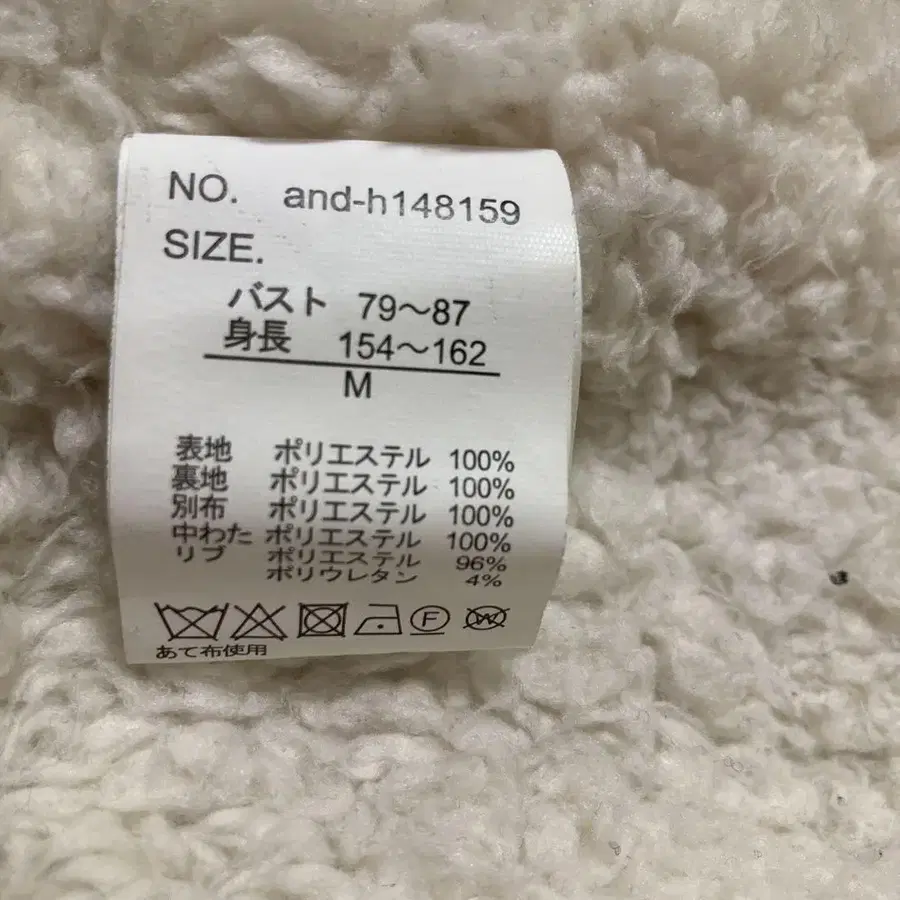 NO. and-h148159
SIZE.
バスト 79～87
身長 154～162
M
表地 ポリエステル 100%
裏地 ポリエステル 100%
別布 ポリエステル 100%
中わた ポリエステル 100%
リブ ポリエステル 96%
ポリウレタン 4%
F W
あて布使用